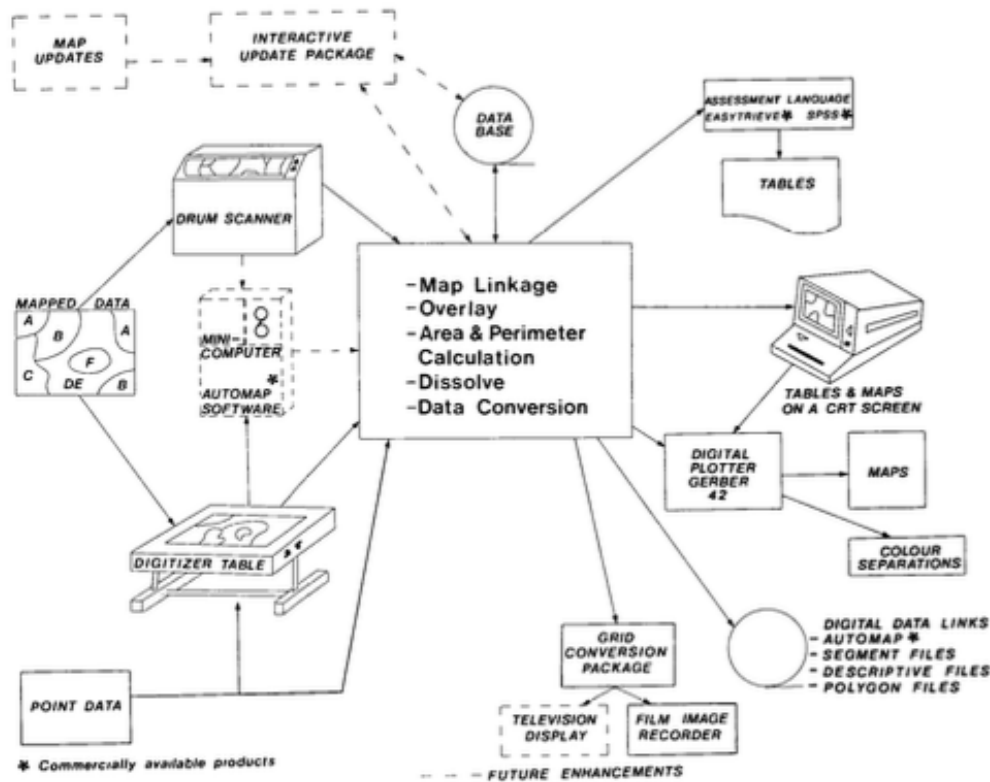 MAP
UPDATES
INTERACTIVE
UPDATE PACKAGE
DATA
BASE
ASSESSMENT LANGUAGE
EASYTRIEVE * SPSS *
TABLES
DRUM SCANNER
MAPPED DATA
A
B
A
C
F
DE
B
MINI-
COMPUTER
AUTOMAP *
SOFTWARE
- Map Linkage
- Overlay
- Area & Perimeter
Calculation
- Dissolve
- Data Conversion
TABLES & MAPS
ON A CRT SCREEN
DIGITAL
PLOTTER
GERBER
42
MAPS
COLOUR
SEPARATIONS
DIGITIZER TABLE
POINT DATA
GRID
CONVERSION
PACKAGE
TELEVISION
DISPLAY
FILM IMAGE
RECORDER
DIGITAL DATA LINKS
- AUTOMAP *
- SEGMENT FILES
- DESCRIPTIVE FILES
- POLYGON FILES
* Commercially available products
--- FUTURE ENHANCEMENTS